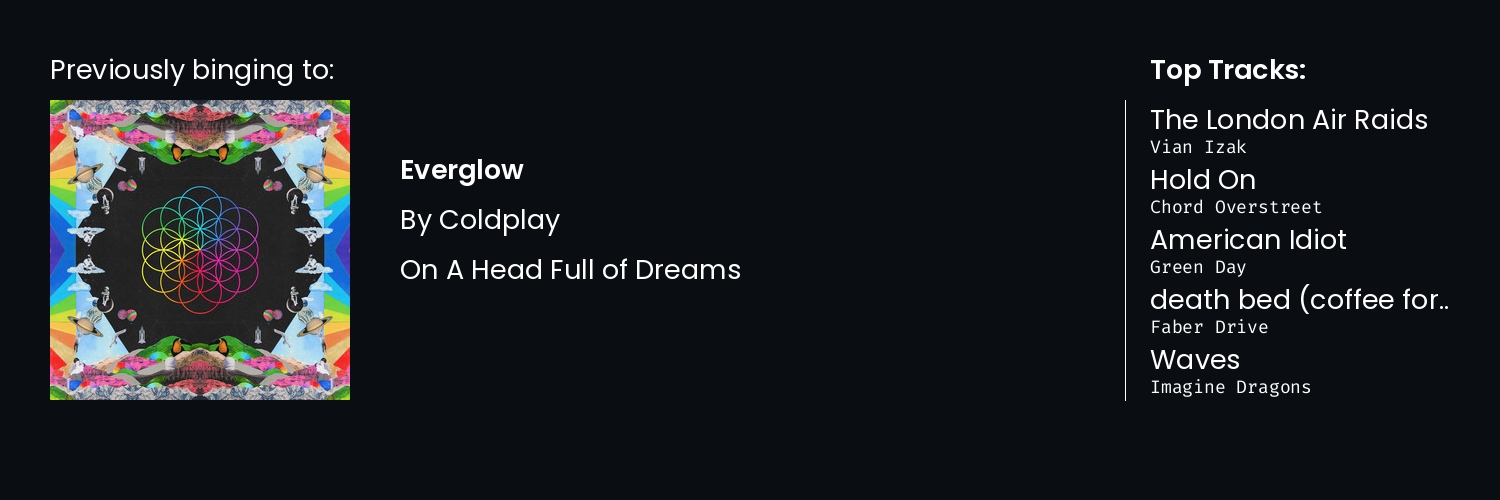 Previously binging to:
Everglow
By Coldplay
On A Head Full of Dreams
Top Tracks:
The London Air Raids
Vian Izak
Hold On
Chord Overstreet
American Idiot
Green Day
death bed (coffee for..
Faber Drive
Waves
Imagine Dragons